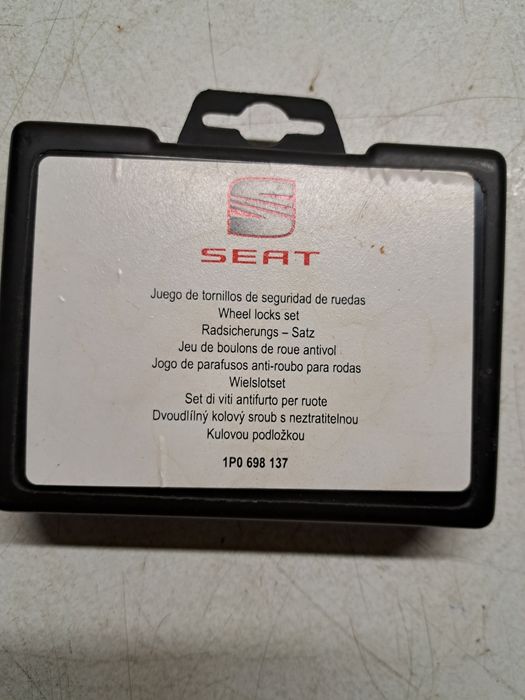 SEAT
Juego de tornillos de seguridad de ruedas
Wheel locks set
Radsicherungs – Satz
Jeu de boulons de roue antivol
Jogo de parafusos anti-roubo para rodas
Wielslotset
Set di viti antifurto per ruote
Dvoudlílný kolový sroub s neztratitelnou
Kulovou podložkou
1P0 698 137